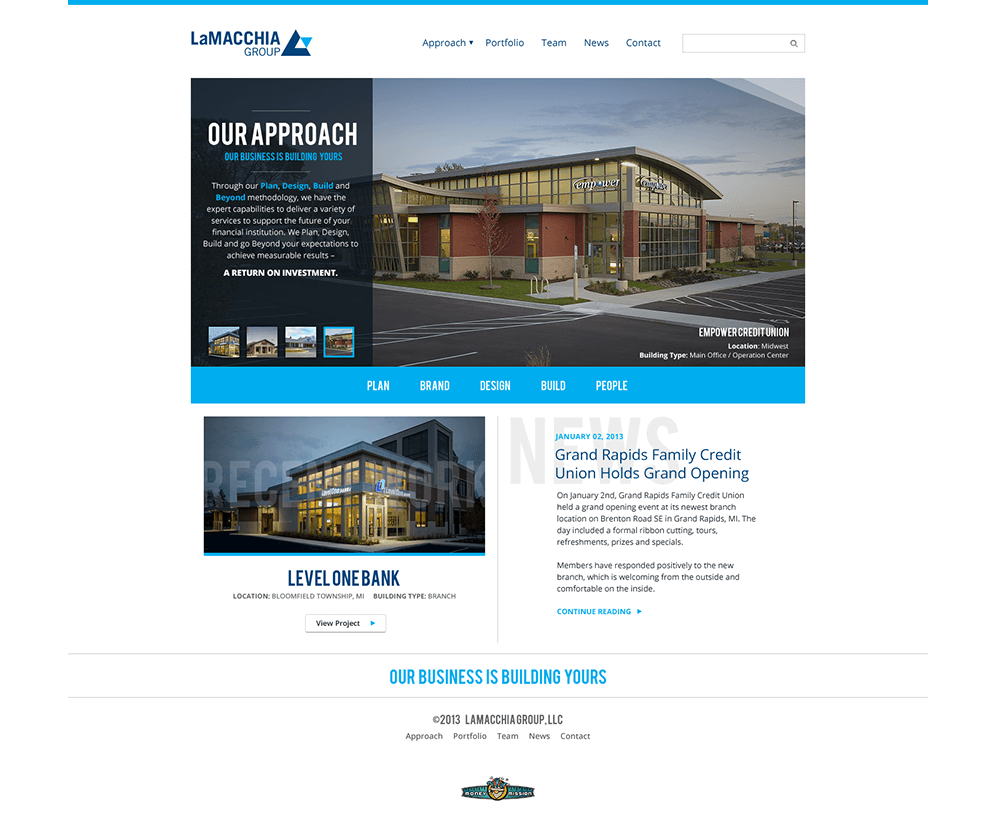 LaMACCHIA
GROUP
Approach ▾ Portfolio Team News Contact
OUR APPROACH
OUR BUSINESS IS BUILDING YOURS
Through our Plan, Design, Build and
Beyond methodology, we have the
expert capabilities to deliver a variety of
services to support the future of your
financial institution. We Plan, Design,
Build and go Beyond your expectations to
achieve measurable results –
A RETURN ON INVESTMENT.
empower
empower
EMPOWER CREDIT UNION
Location: Midwest
Building Type: Main Office / Operation Center
PLAN BRAND DESIGN BUILD PEOPLE
RECENT WORK
LEVEL ONE BANK
LOCATION: BLOOMFIELD TOWNSHIP, MI BUILDING TYPE: BRANCH
View Project ▸
NEWS
JANUARY 02, 2013
Grand Rapids Family Credit
Union Holds Grand Opening
On January 2nd, Grand Rapids Family Credit Union
held a grand opening event at its newest branch
location on Brenton Road SE in Grand Rapids, MI. The
day included a formal ribbon cutting, tours,
refreshments, prizes and specials.
Members have responded positively to the new
branch, which is welcoming from the outside and
comfortable on the inside.
CONTINUE READING ▸
OUR BUSINESS IS BUILDING YOURS
©2013 LAMACCHIA GROUP, LLC
Approach Portfolio Team News Contact
MONEY MISSION